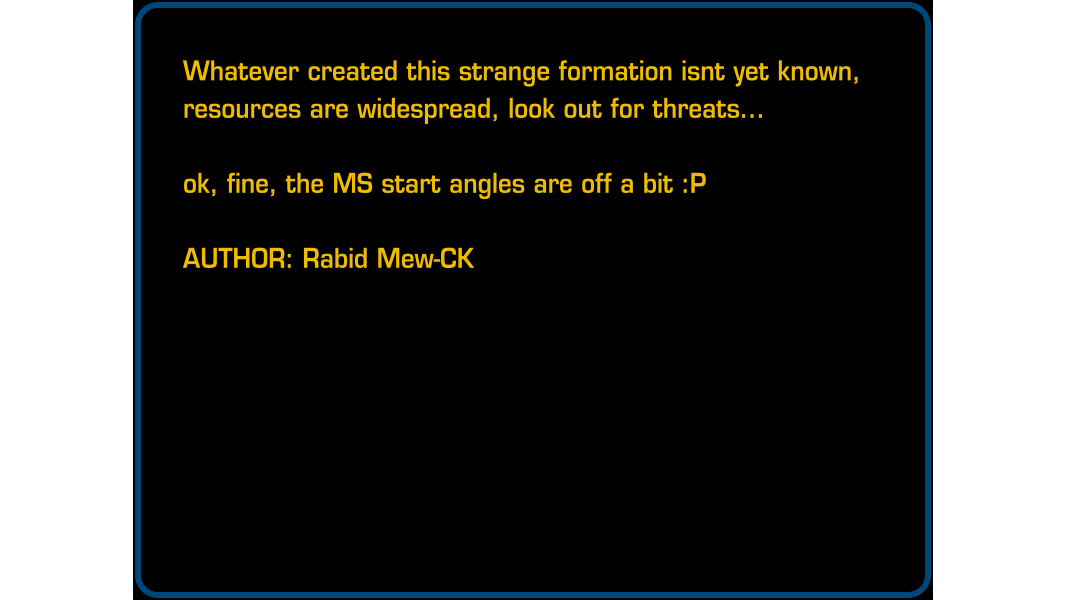 Whatever created this strange formation isnt yet known,
resources are widespread, look out for threats...
ok, fine, the MS start angles are off a bit :P
AUTHOR: Rabid Mew-CK